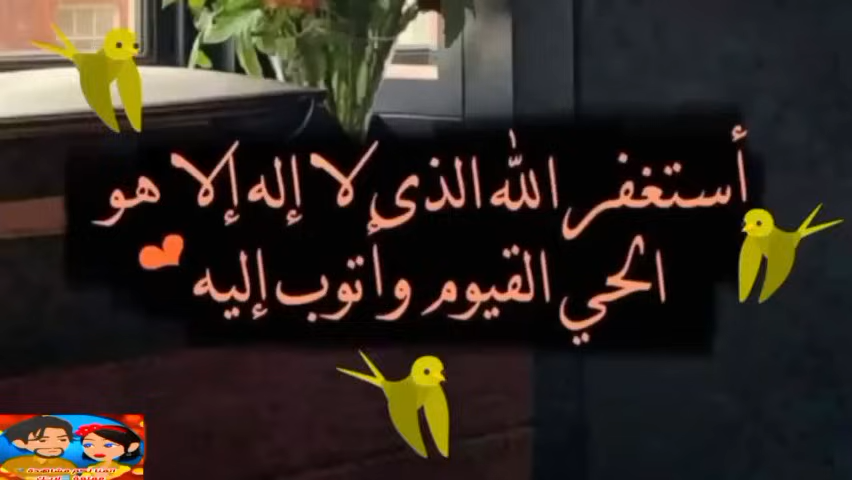 أستغفر الله الذى لا إله إلا هو
الحي القيوم وأتوب إليه